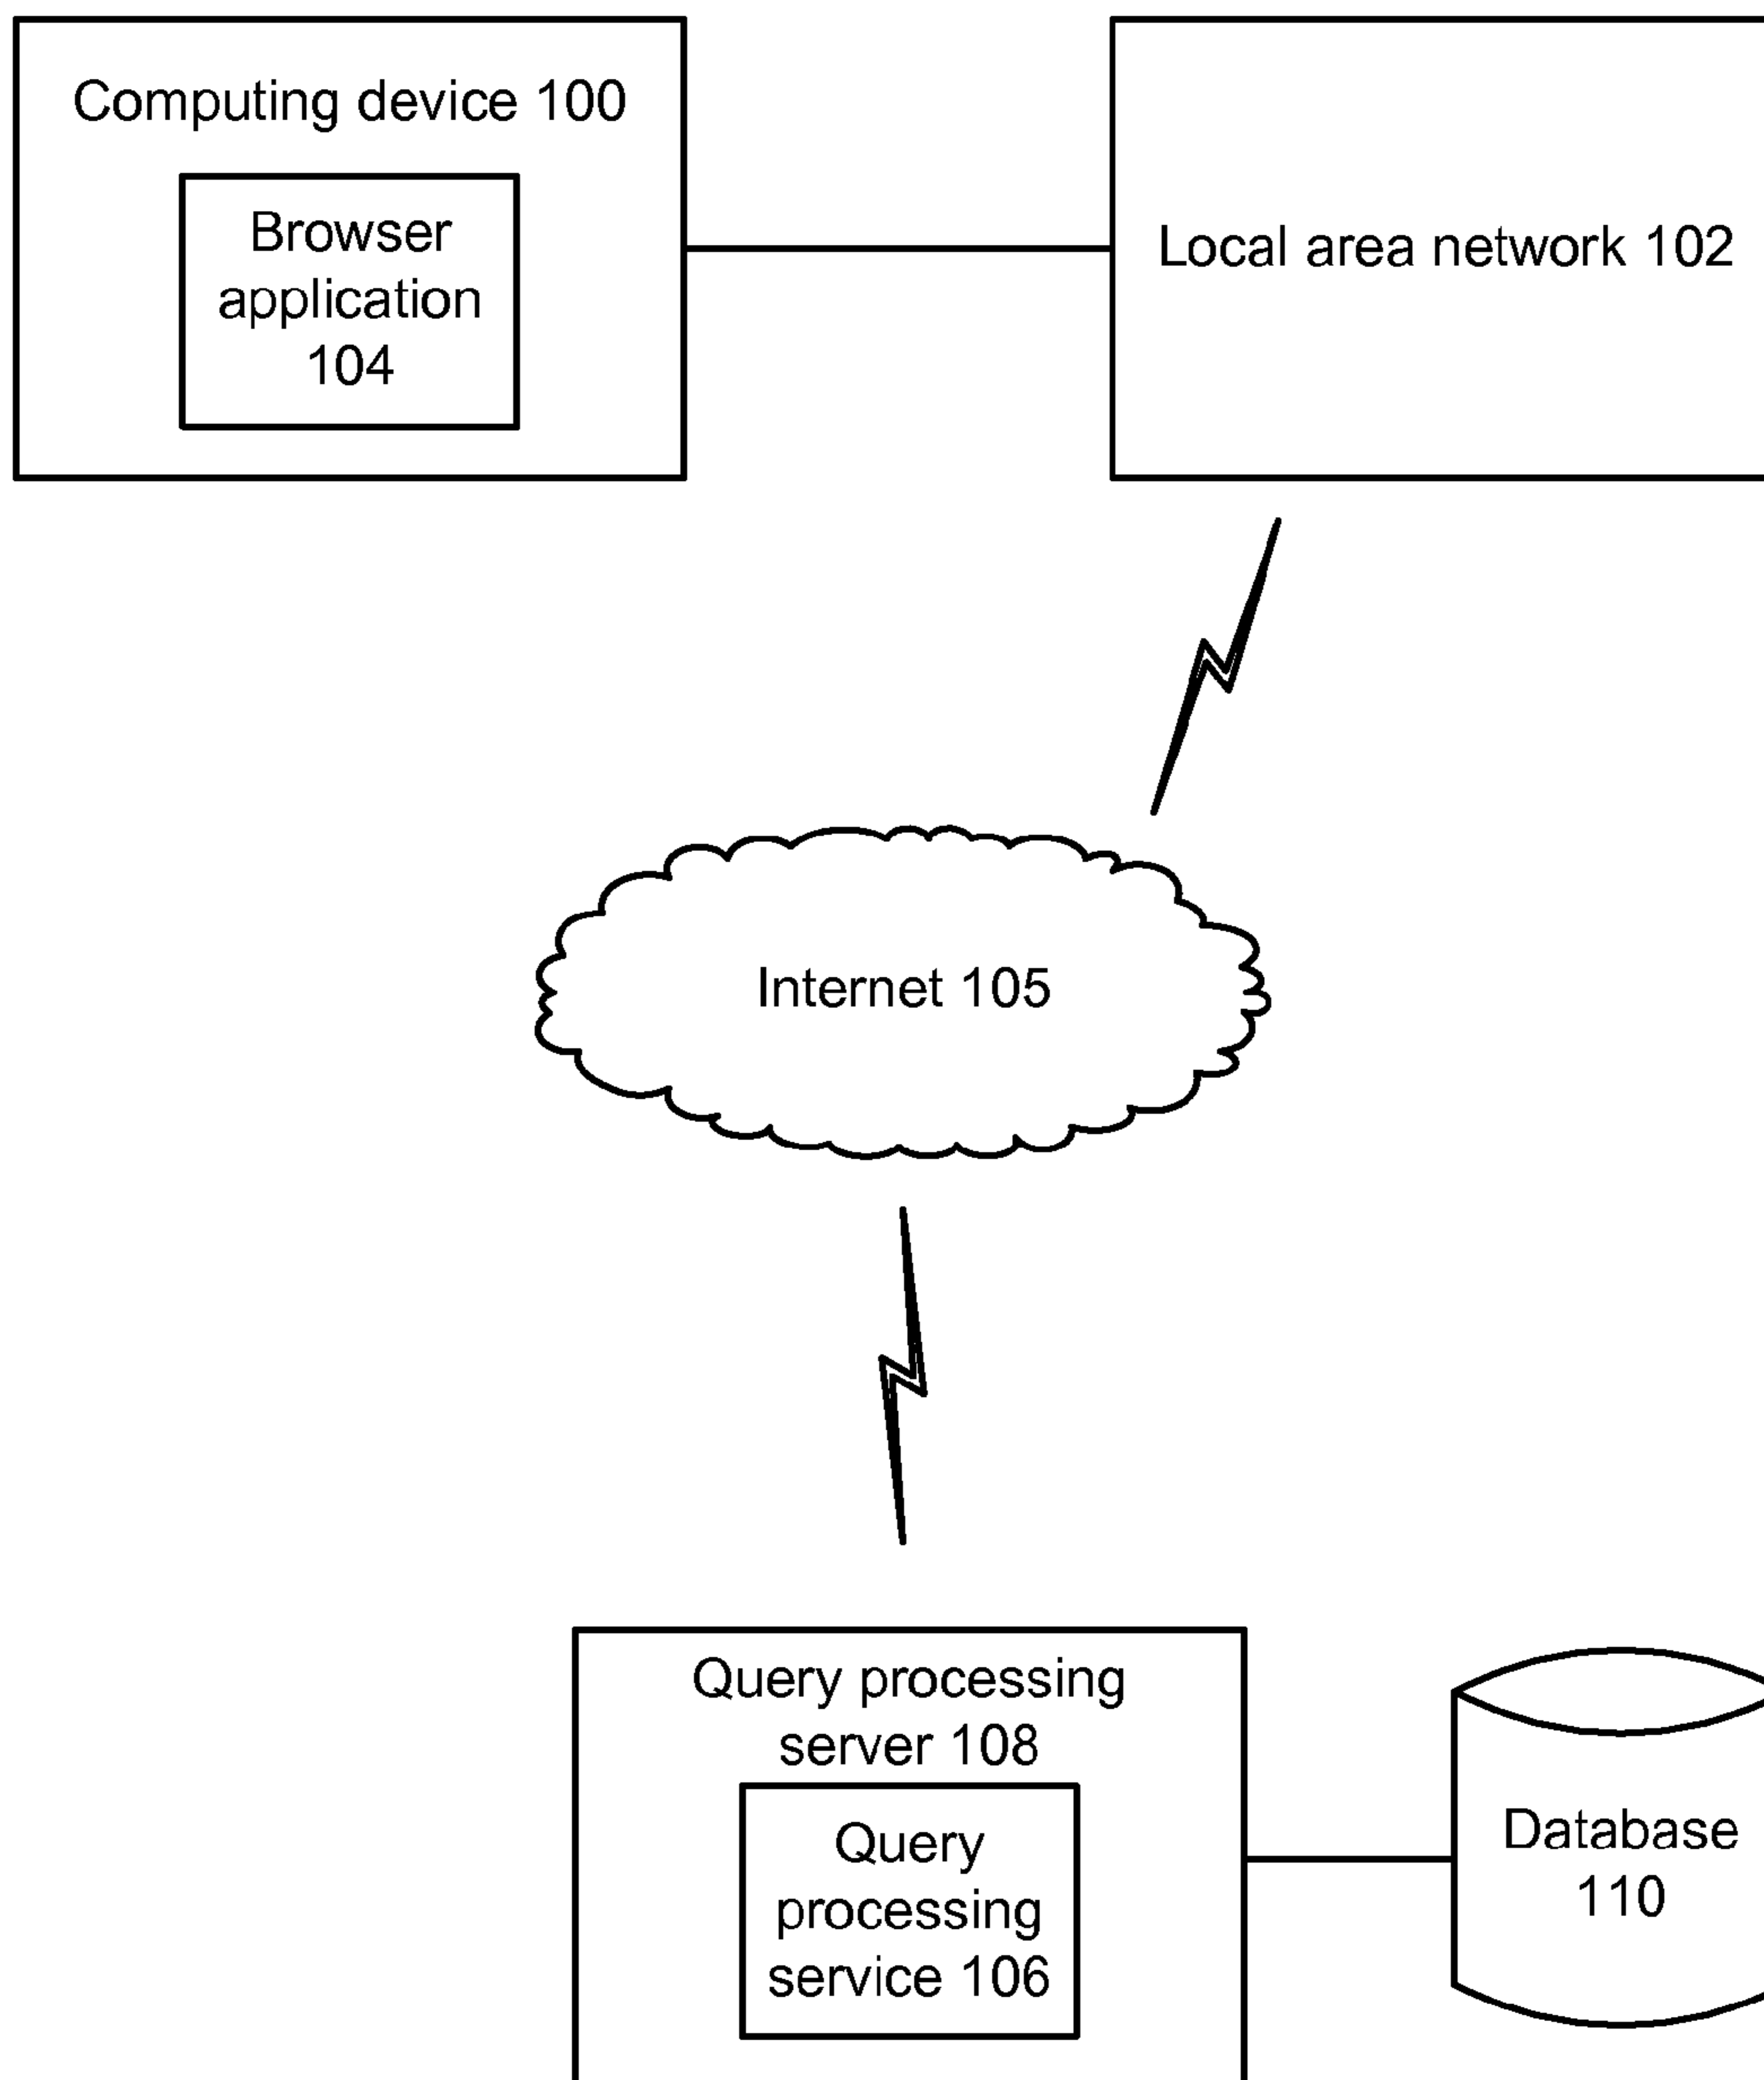 Computing device 100
Browser
application
104
Local area network 102
Internet 105
Query processing
server 108
Query
processing
service 106
Database
110